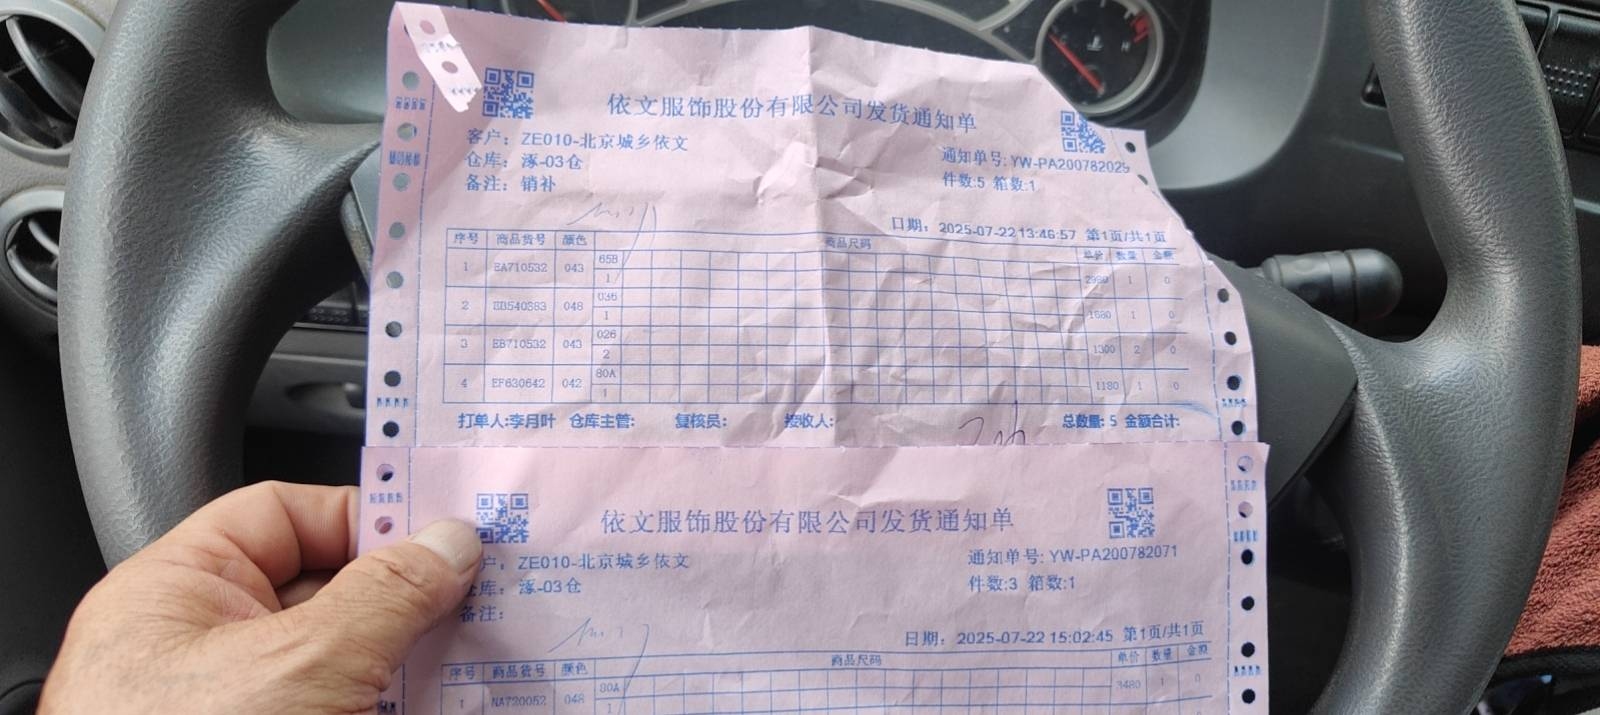 依文服饰股份有限公司发货通知单
客户：ZE010-北京城乡依文
通知单号:YW-PA200782029
仓库：涿-03仓
件数:5 箱数:1
备注：销补
日期：2025-07-22 13:46:57 第1页/共1页
序号 商品货号 颜色 商品尺码 单价 数量 金额
65B
1 EA710532 043 2980 1 0
1
036
2 EB540383 048 1680 1 0
1
026
3 EB710532 043 1300 2 0
2
80A
4 EF630642 042 1180 1 0
1
打单人:李月叶 仓库主管: 复核员: 接收人: 总数量: 5 金额合计:
依文服饰股份有限公司发货通知单
户：ZE010-北京城乡依文
通知单号: YW-PA200782071
仓库：涿-03仓
件数:3 箱数:1
备注：
日期：2025-07-22 15:02:45 第1页/共1页
序号 商品货号 颜色 商品尺码 单价 数量 金额
80A
1 NA720052 048 3480 1 0
1